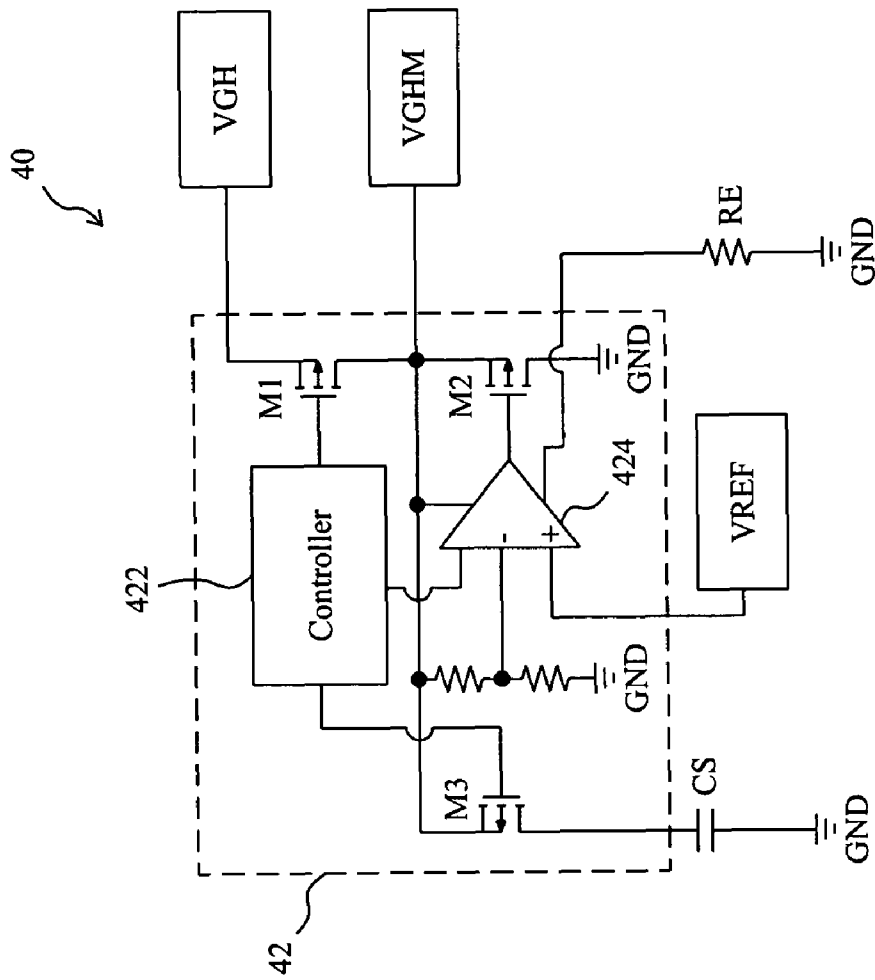 40
VGH
VGHM
422
Controller
M1
M2
M3
-
+
424
RE
GND
GND
GND
VREF
CS
GND
42